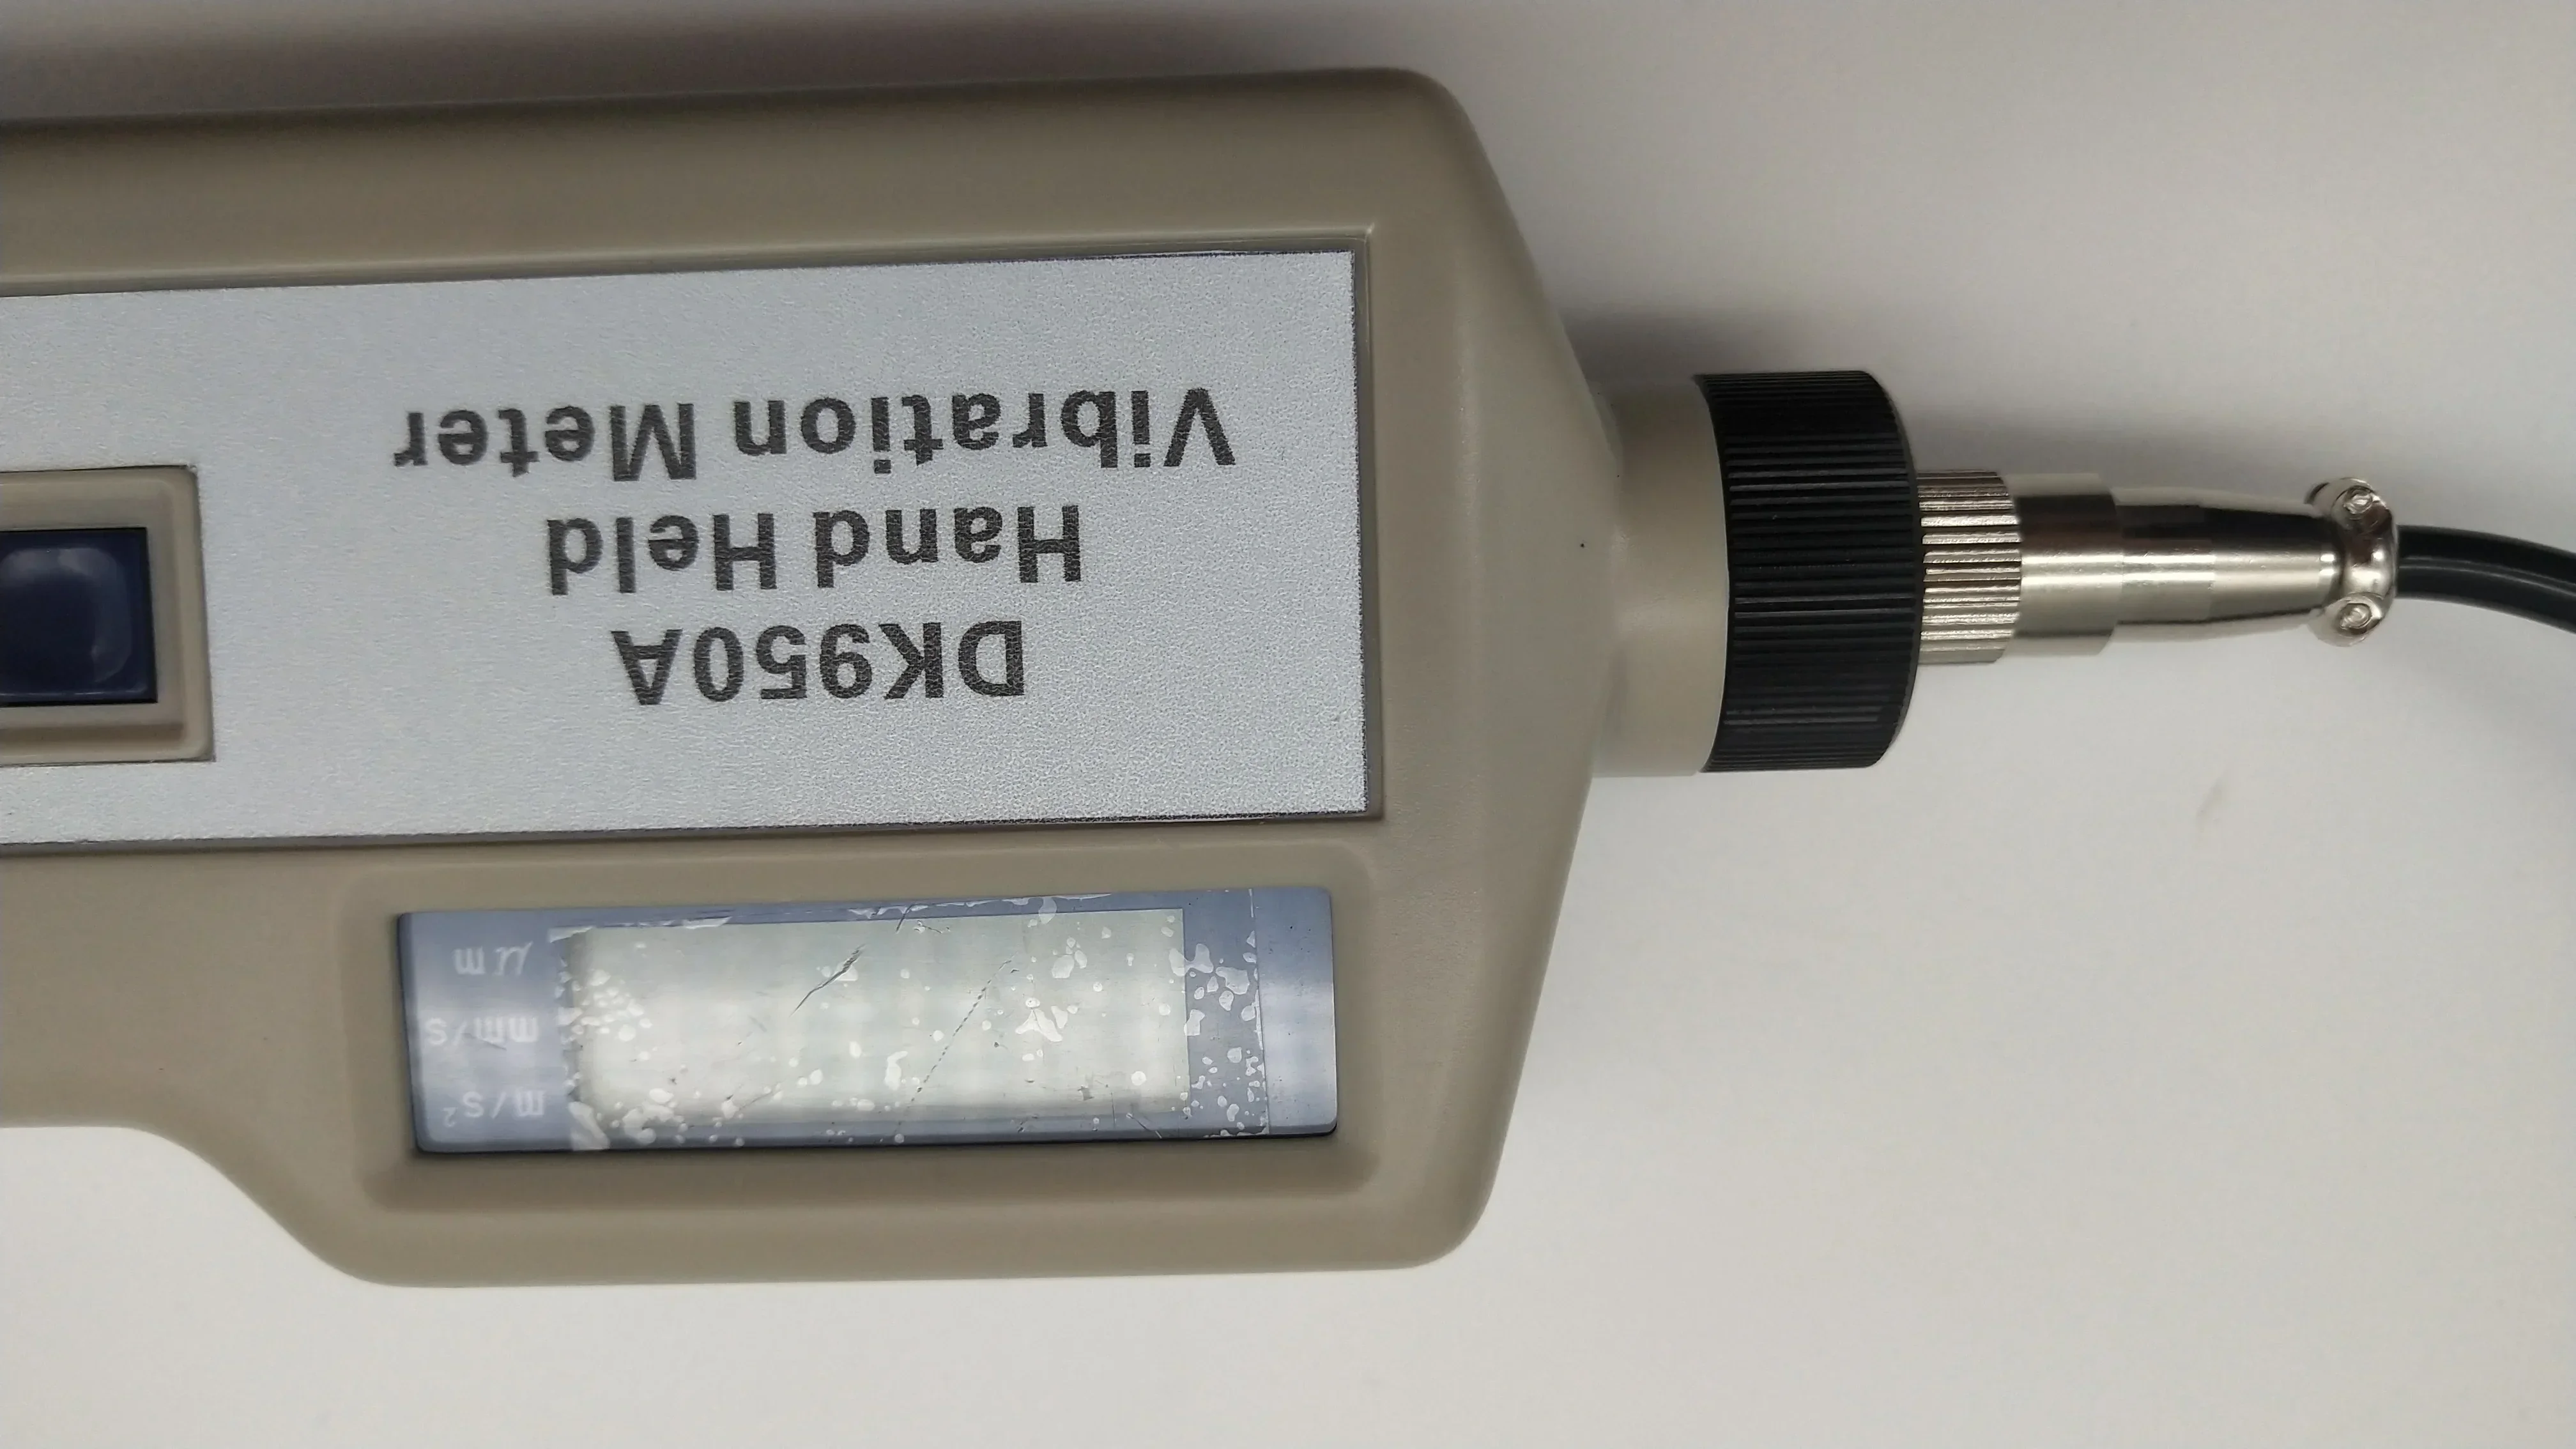 m/s²
mm/s
μm
DK950A
Hand Held
Vibration Meter